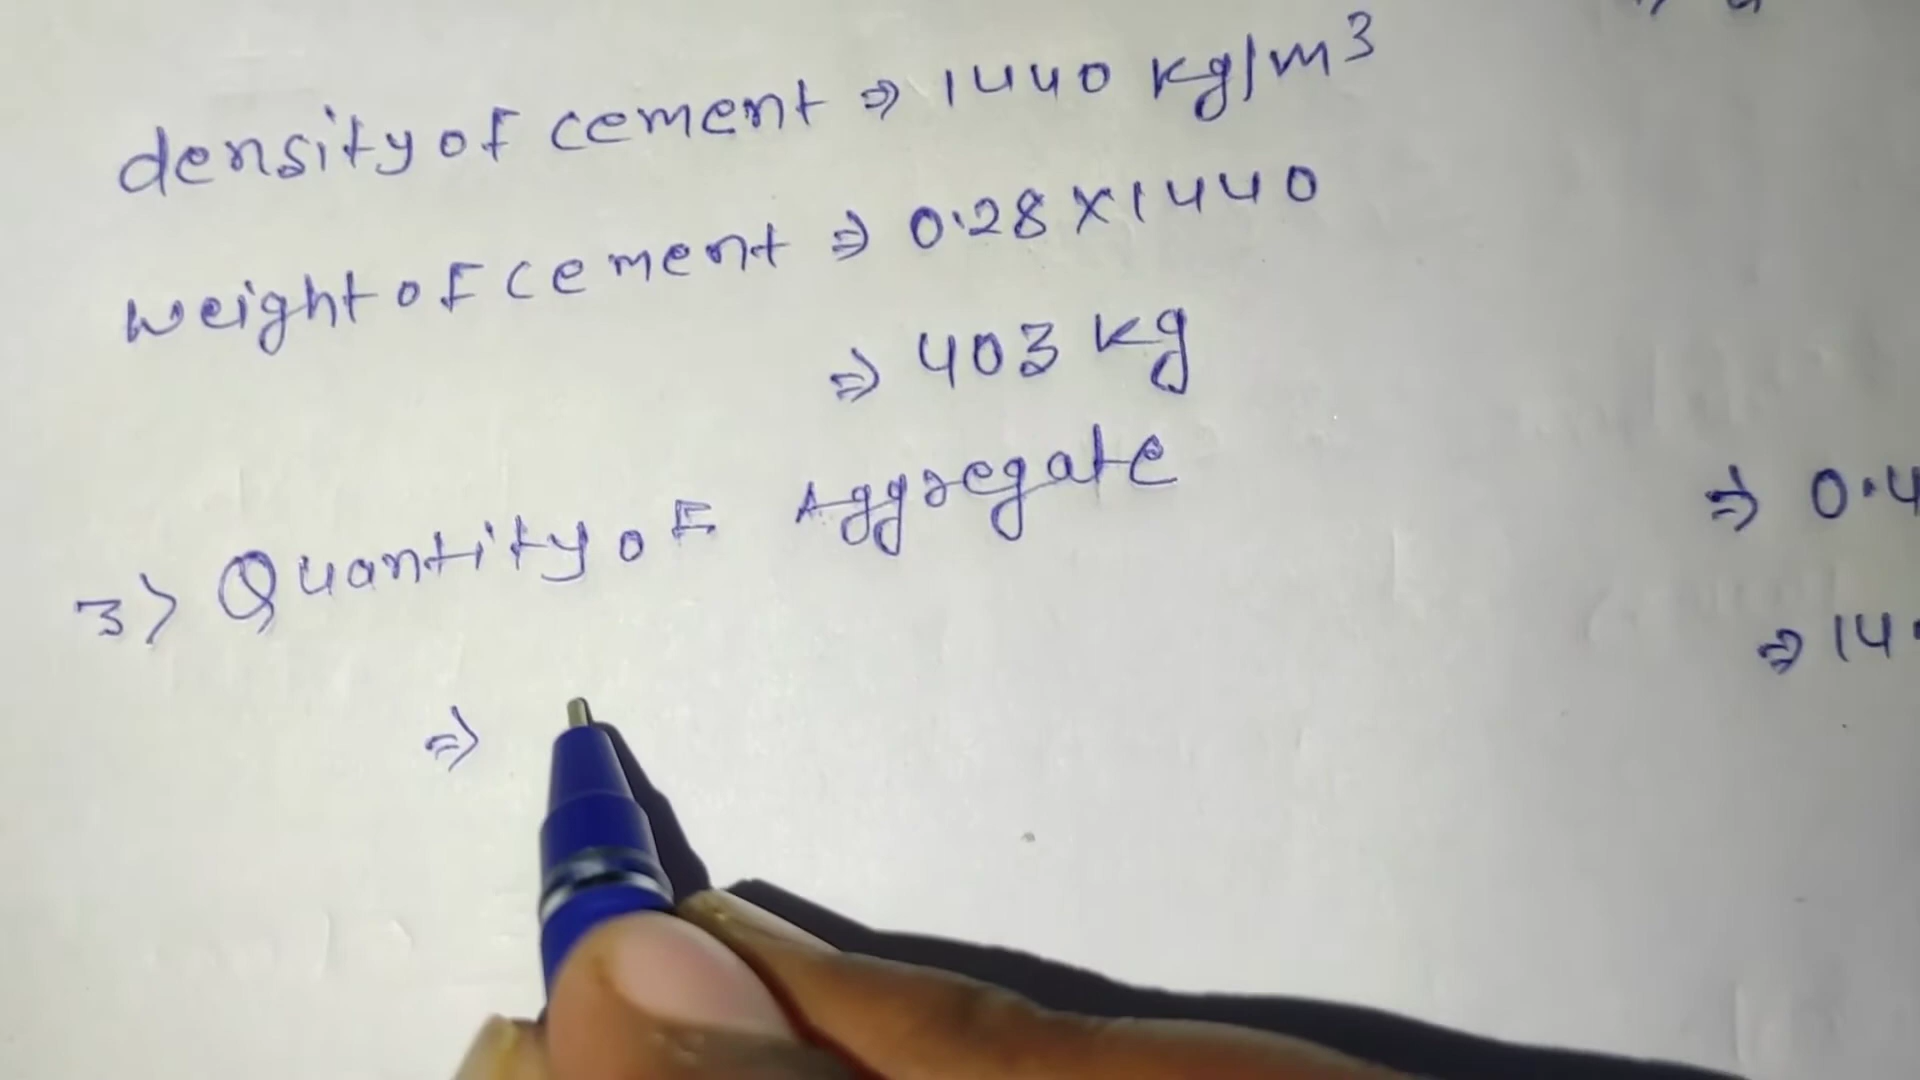 density of cement ⇒ 1440 kg/m³
weight of cement ⇒ 0.28 × 1440
⇒ 403 kg
3) Quantity of Aggregate
⇒
⇒ 0.4
⇒ 14.